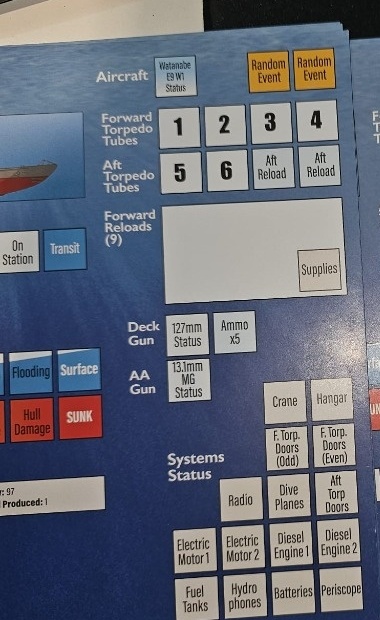 Aircraft
Watanabe
E9 W1
Status
Random
Event
Random
Event
Forward
Torpedo
Tubes
1
2
3
4
Aft
Torpedo
Tubes
5
6
Aft
Reload
Aft
Reload
Forward
Reloads
(9)
Supplies
On
Station
Transit
Deck
Gun
127mm
Status
Ammo
x5
AA
Gun
13.1mm
MG
Status
Flooding
Surface
Hull
Damage
SUNK
Crane
Hangar
Systems
Status
F. Torp.
Doors
(Odd)
F. Torp.
Doors
(Even)
Radio
Dive
Planes
Aft
Torp
Doors
: 97
Produced: 1
Electric
Motor 1
Electric
Motor 2
Diesel
Engine 1
Diesel
Engine 2
Fuel
Tanks
Hydro
phones
Batteries
Periscope